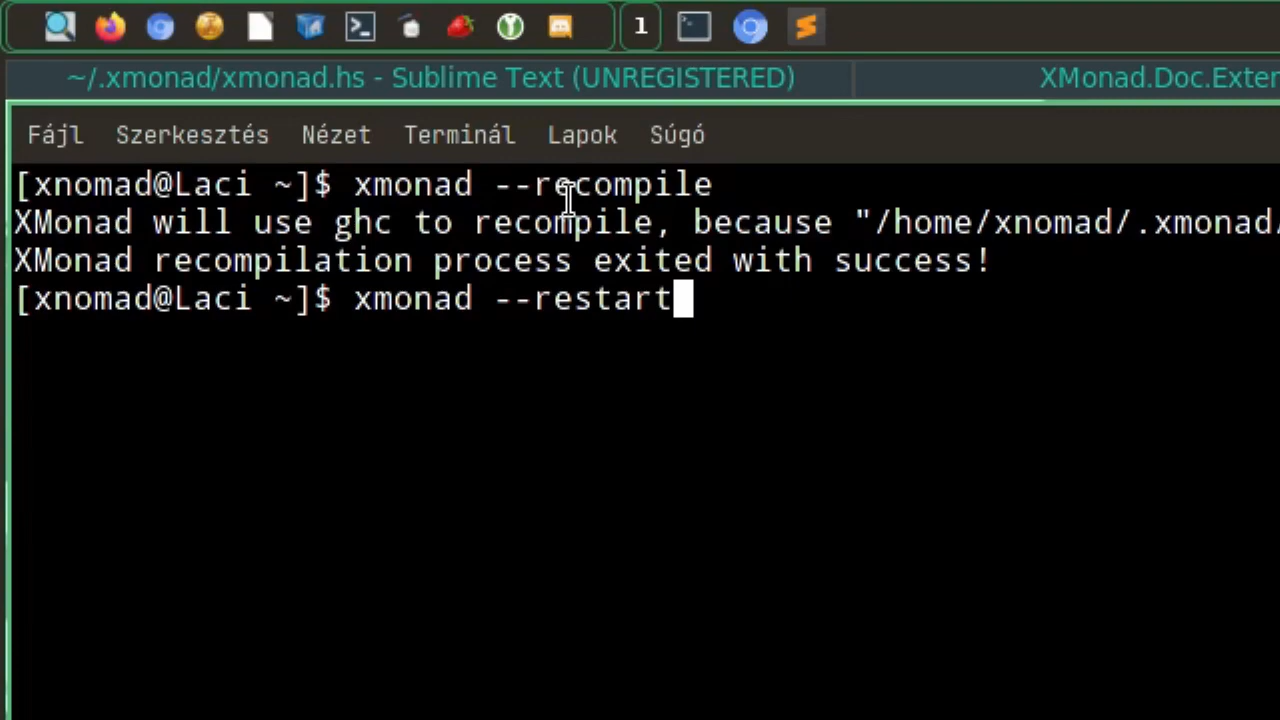 1
~/.xmonad/xmonad.hs - Sublime Text (UNREGISTERED)
XMonad.Doc.Exter
Fájl Szerkesztés Nézet Terminál Lapok Súgó
[xnomad@Laci ~]$ xmonad --recompile
XMonad will use ghc to recompile, because "/home/xnomad/.xmonad/
XMonad recompilation process exited with success!
[xnomad@Laci ~]$ xmonad --restart